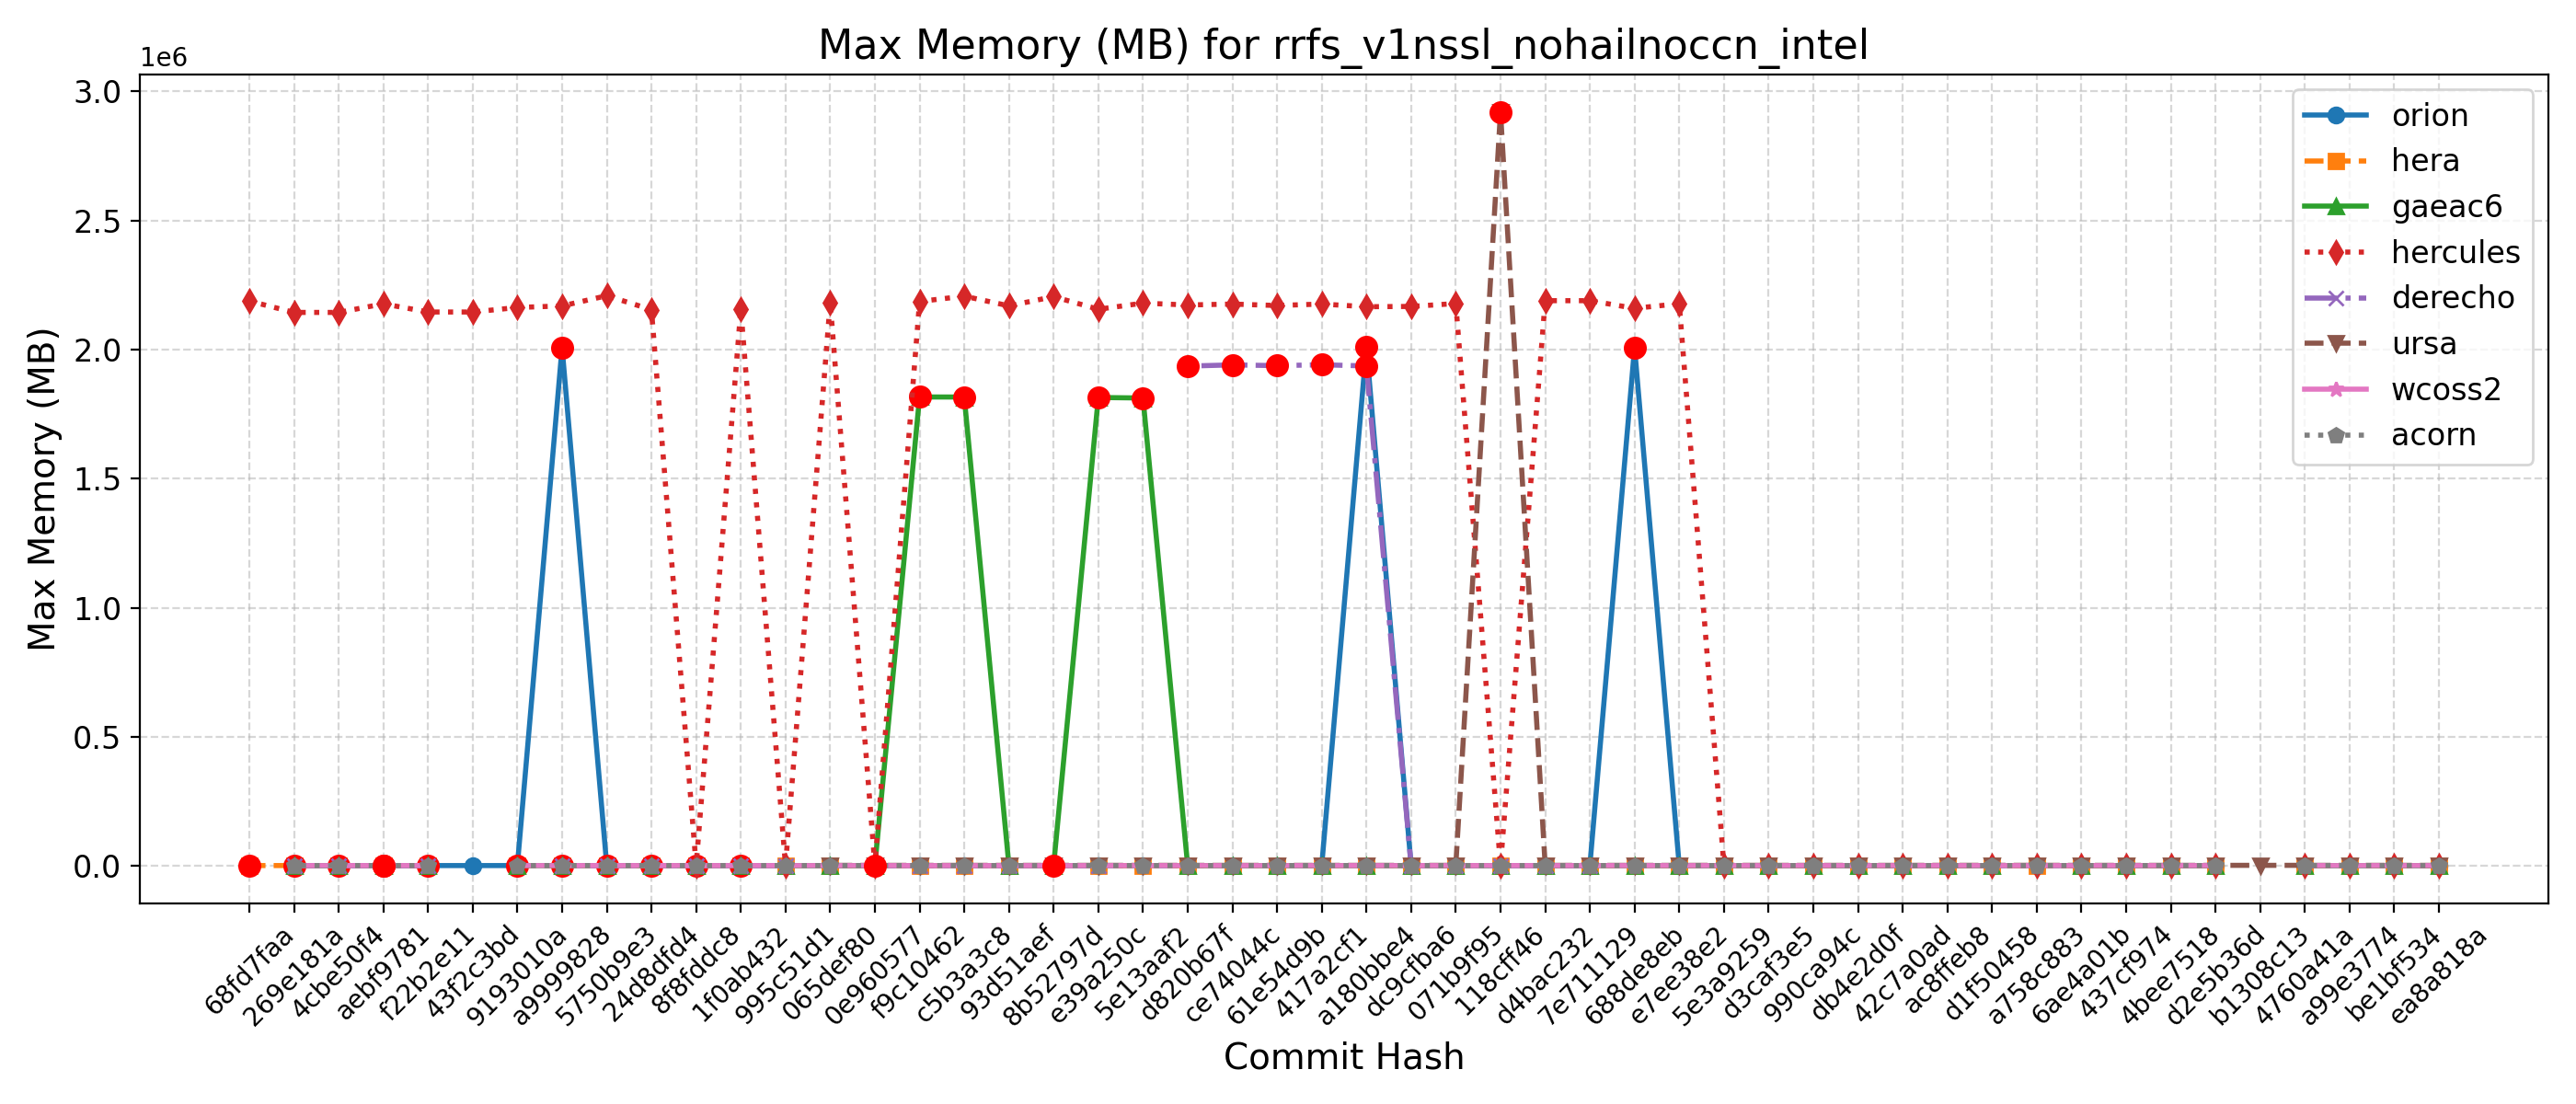 Max Memory (MB) for rrfs_v1nssl_nohailnoccn_intel
1e6
3.0
2.5
2.0
1.5
1.0
0.5
0.0
Max Memory (MB)
orion
hera
gaeac6
hercules
derecho
ursa
wcoss2
acorn
68fd7faa
269e181a
4cbe50f4
aebf9781
f22b2e11
43f2c3bd
9193010a
a9999828
5750b9e3
24d8dfd4
8f8fddc8
1f0ab432
995c51d1
065def80
0e960577
f9c10462
c5b3a3c8
93d51aef
8b52797d
e39a250c
5e13aaf2
d820b67f
ce74044c
61e54d9b
417a2cf1
a180bbe4
dc9cfba6
071b9f95
118cff46
d4bac232
7e711129
688de8eb
e7ee38e2
5e3a9259
d3caf3e5
990ca94c
db4e2d0f
42c7a0ad
ac8ffeb8
d1f50458
a758c883
6ae4a01b
437cf974
4bee7518
d2e5b36d
b1308c13
4760a41a
a99e3774
be1bf534
ea8a818a
Commit Hash